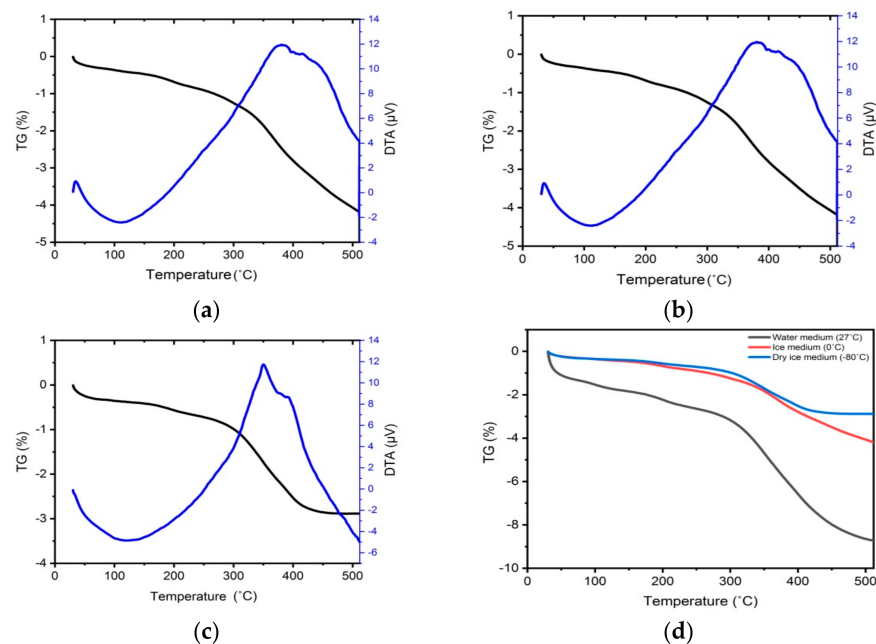 1
0
-1
-2
-3
-4
-5
TG (%)
14
12
10
8
6
4
2
0
-2
-4
DTA (µV)
0 100 200 300 400 500
Temperature (˚C)
(a)
1
0
-1
-2
-3
-4
-5
TG (%)
14
12
10
8
6
4
2
0
-2
-4
DTA (µV)
0 100 200 300 400 500
Temperature (˚C)
(b)
1
0
-1
-2
-3
-4
TG (%)
14
12
10
8
6
4
2
0
-2
-4
-6
DTA (µV)
0 100 200 300 400 500
Temperature (˚C)
(c)
Water medium (27˚C)
Ice medium (0˚C)
Dry ice medium (-80˚C)
0
-2
-4
-6
-8
-10
TG (%)
0 100 200 300 400 500
Temperature (˚C)
(d)